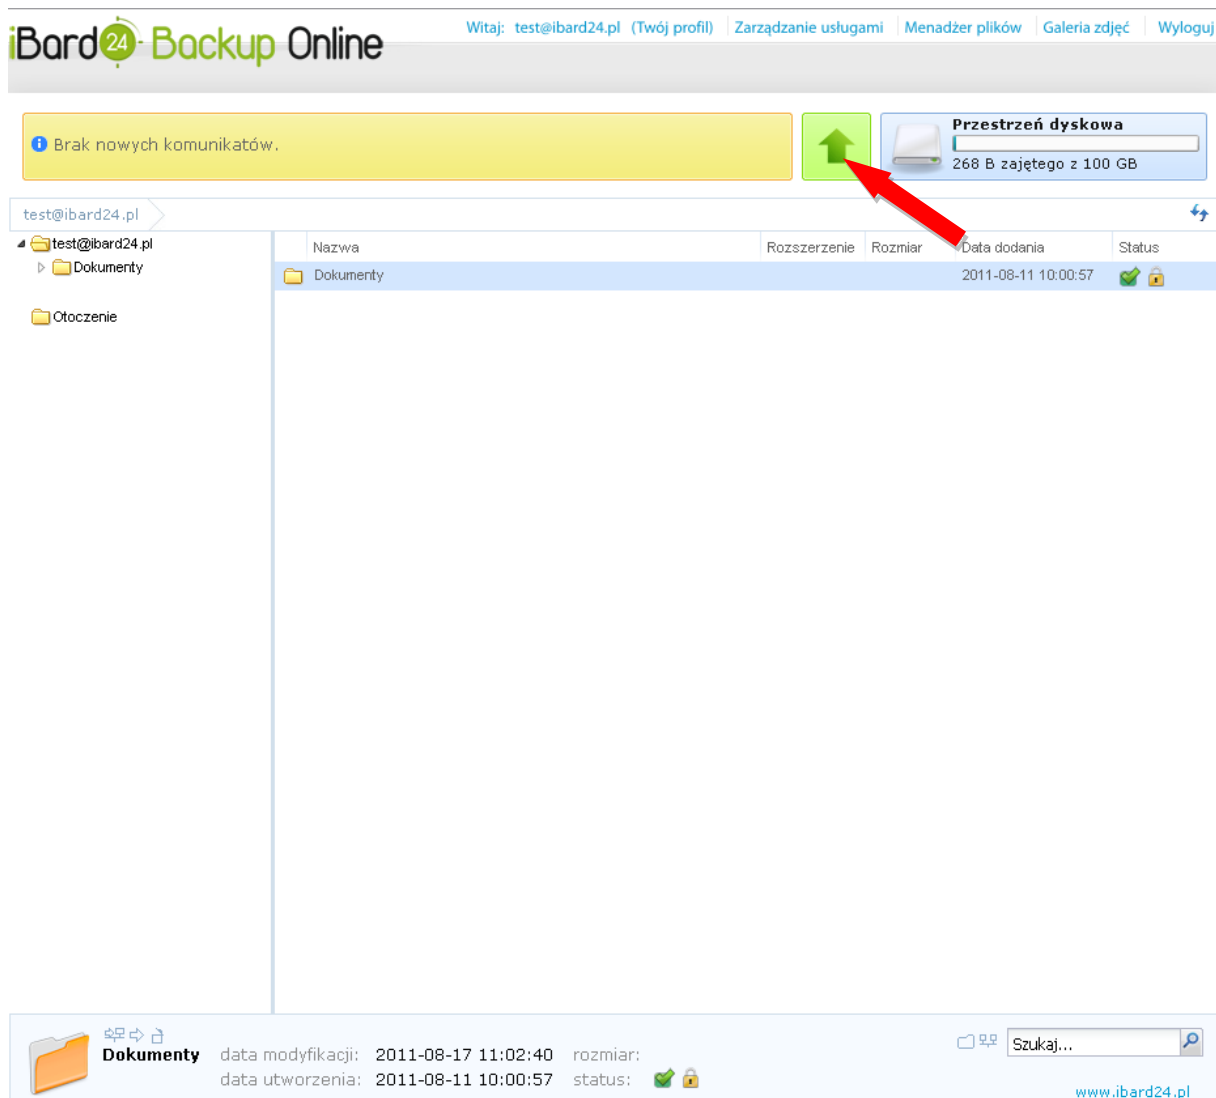 iBard24 - Backup Online
Witaj: test@ibard24.pl (Twój profil) Zarządzanie usługami Menadżer plików Galeria zdjęć Wyloguj
Brak nowych komunikatów.
Przestrzeń dyskowa
268 B zajętego z 100 GB
test@ibard24.pl
test@ibard24.pl
Nazwa Rozszerzenie Rozmiar Data dodania Status
Dokumenty
Dokumenty 2011-08-11 10:00:57
Otoczenie
Dokumenty data modyfikacji: 2011-08-17 11:02:40 rozmiar:
data utworzenia: 2011-08-11 10:00:57 status:
Szukaj...
www.ibard24.pl